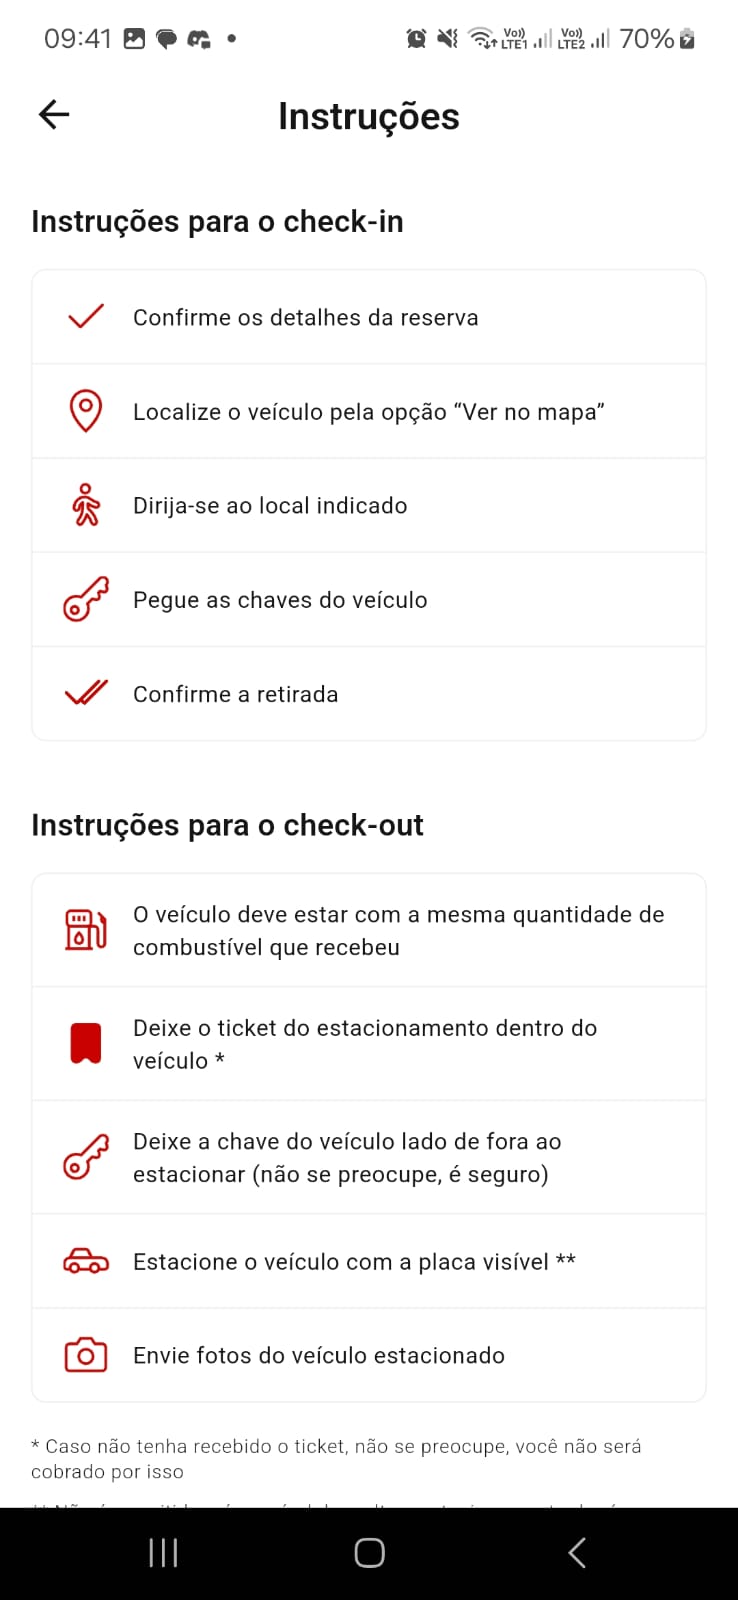 09:41
Vo)) LTE1
Vo)) LTE2
70%
Instruções
Instruções para o check-in
Confirme os detalhes da reserva
Localize o veículo pela opção “Ver no mapa”
Dirija-se ao local indicado
Pegue as chaves do veículo
Confirme a retirada
Instruções para o check-out
O veículo deve estar com a mesma quantidade de
combustível que recebeu
Deixe o ticket do estacionamento dentro do
veículo *
Deixe a chave do veículo lado de fora ao
estacionar (não se preocupe, é seguro)
Estacione o veículo com a placa visível **
Envie fotos do veículo estacionado
* Caso não tenha recebido o ticket, não se preocupe, você não será
cobrado por isso